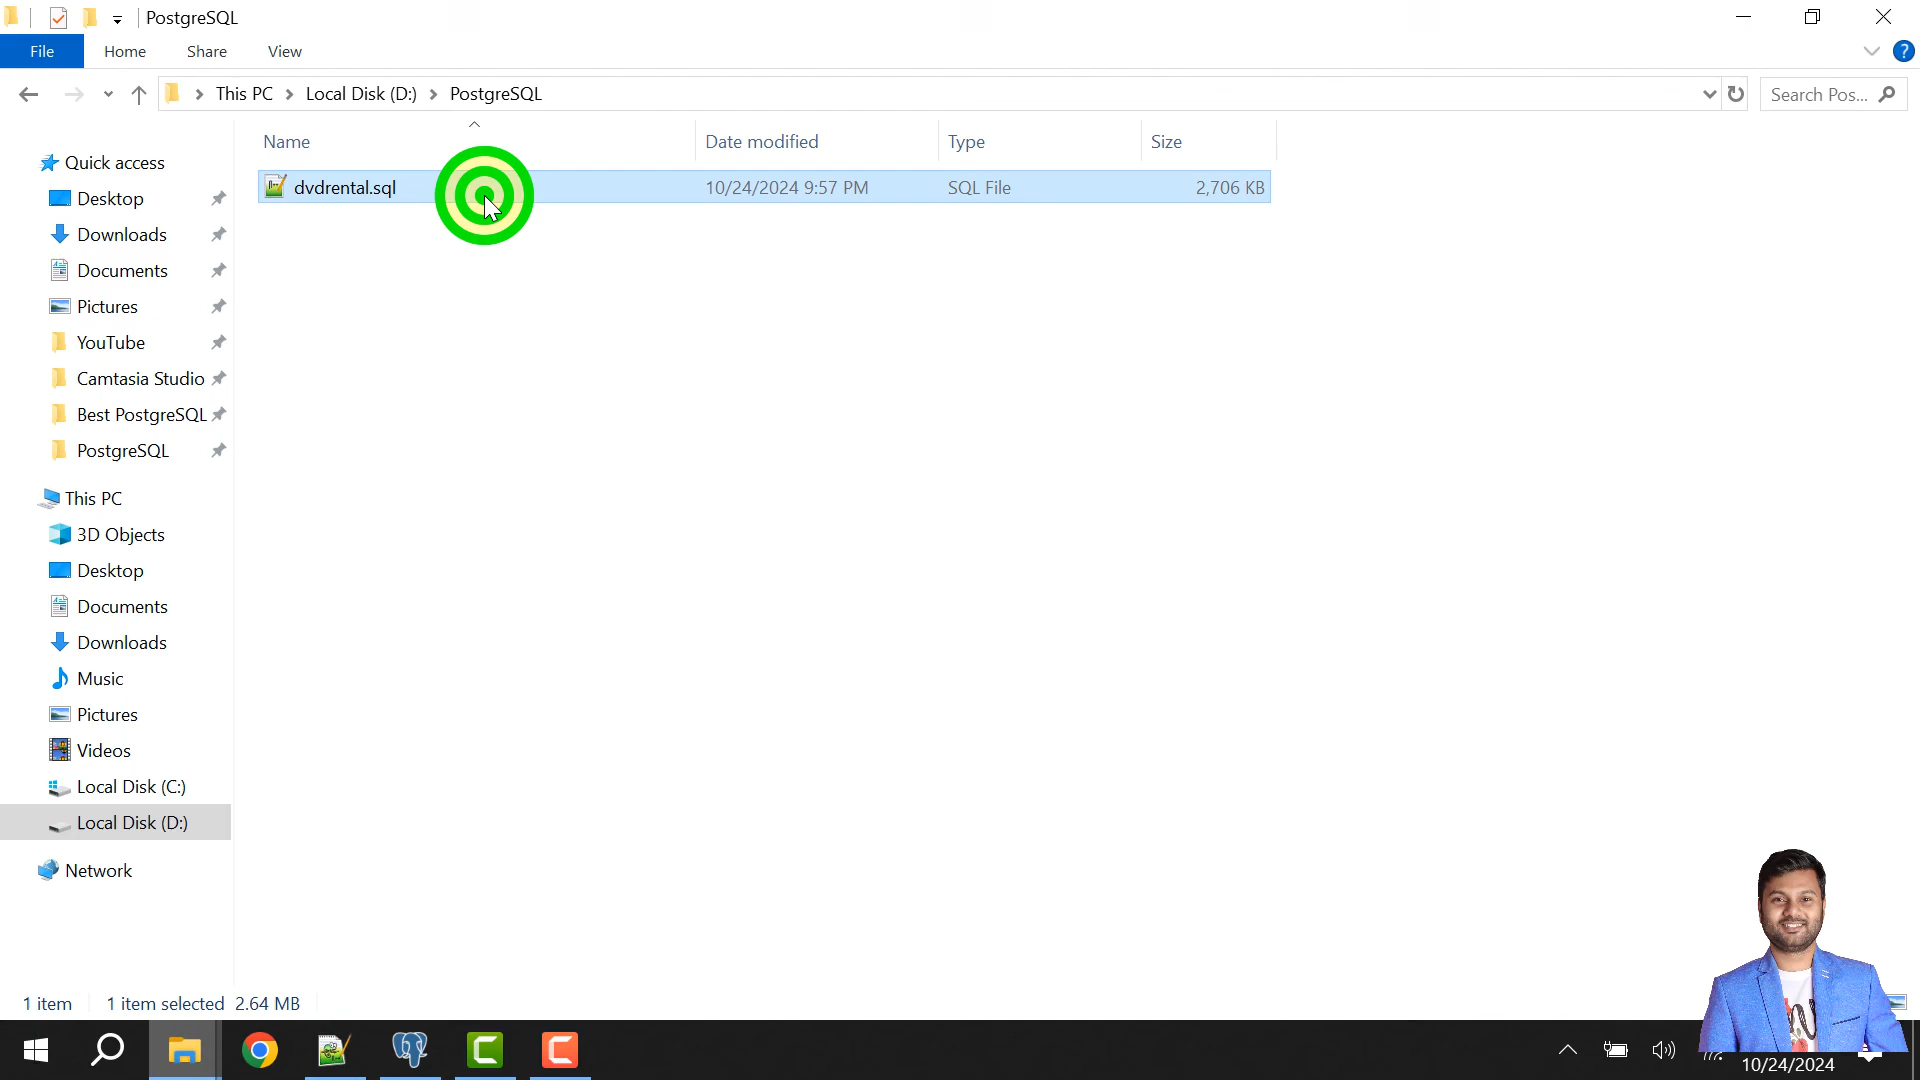 PostgreSQL
File Home Share View
This PC Local Disk (D:) PostgreSQL
Search Pos...
Name Date modified Type Size
dvdrental.sql 10/24/2024 9:57 PM SQL File 2,706 KB
Quick access
Desktop
Downloads
Documents
Pictures
YouTube
Camtasia Studio
Best PostgreSQL
PostgreSQL
This PC
3D Objects
Desktop
Documents
Downloads
Music
Pictures
Videos
Local Disk (C:)
Local Disk (D:)
Network
1 item 1 item selected 2.64 MB
10/24/2024